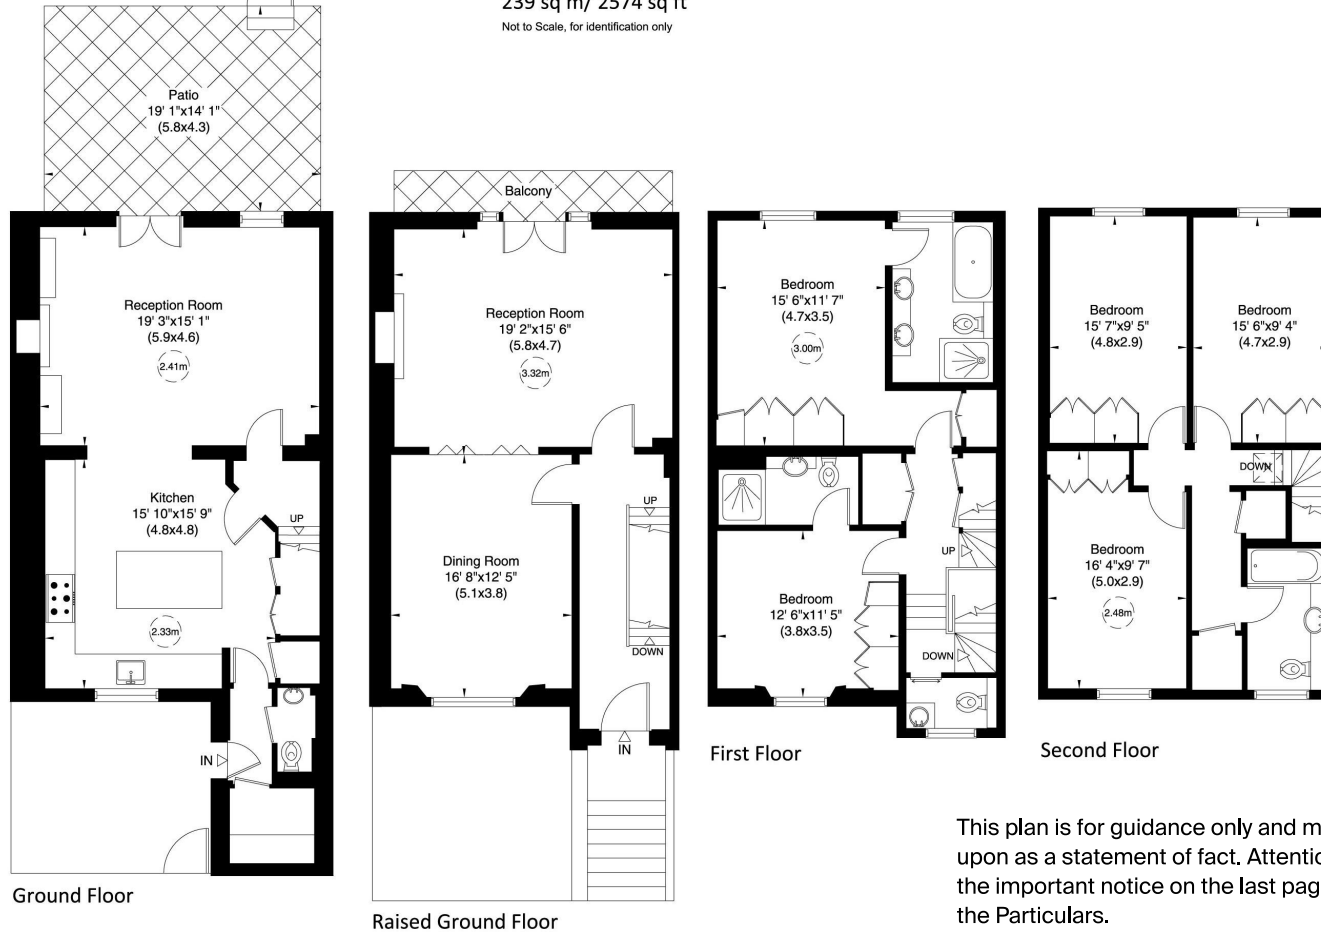 239 sq m/ 2574 sq ft
Not to Scale, for identification only
Patio
19' 1"x14' 1"
(5.8x4.3)
Reception Room
19' 3"x15' 1"
(5.9x4.6)
2.41m
Kitchen
15' 10"x15' 9"
(4.8x4.8)
UP
2.33m
IN
Ground Floor
Balcony
Reception Room
19' 2"x15' 6"
(5.8x4.7)
3.32m
UP
Dining Room
16' 8"x12' 5"
(5.1x3.8)
DOWN
IN
Raised Ground Floor
Bedroom
15' 6"x11' 7"
(4.7x3.5)
3.00m
UP
Bedroom
12' 6"x11' 5"
(3.8x3.5)
DOWN
First Floor
Bedroom
15' 7"x9' 5"
(4.8x2.9)
Bedroom
15' 6"x9' 4"
(4.7x2.9)
DOWN
Bedroom
16' 4"x9' 7"
(5.0x2.9)
2.48m
Second Floor
This plan is for guidance only and
upon as a statement of fact.
the important notice on the last
the Particulars.